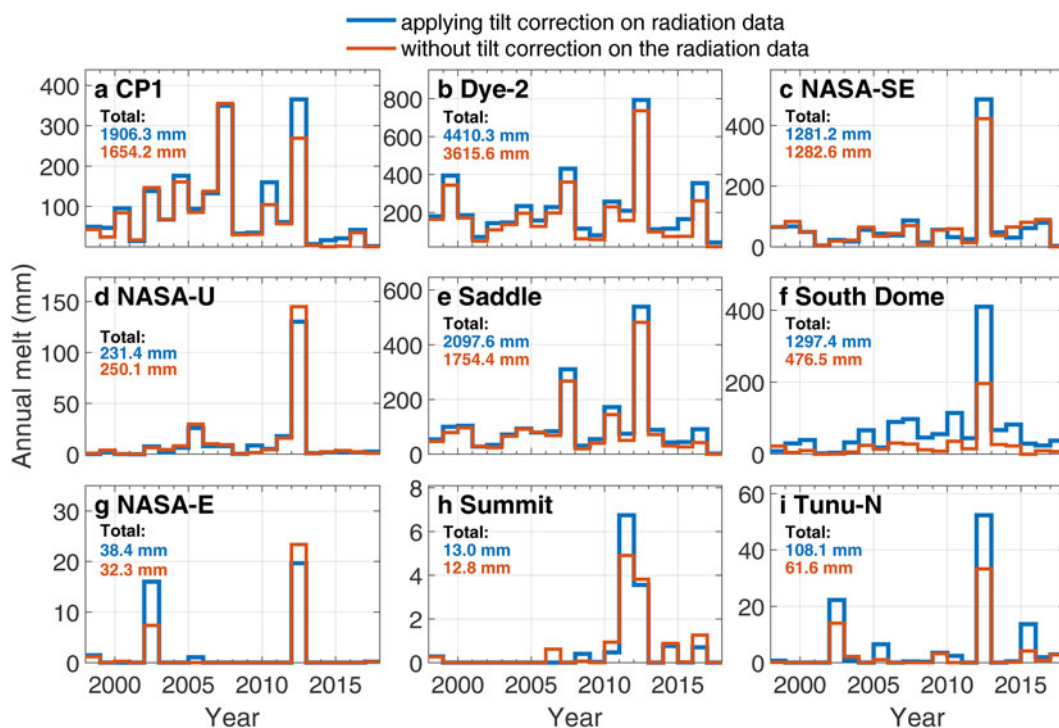 applying tilt correction on radiation data
without tilt correction on the radiation data
a CP1
Total:
1906.3 mm
1654.2 mm
400
300
200
100
b Dye-2
Total:
4410.3 mm
3615.6 mm
800
600
400
200
c NASA-SE
Total:
1281.2 mm
1282.6 mm
400
200
0
Annual melt (mm)
d NASA-U
Total:
231.4 mm
250.1 mm
150
100
50
0
e Saddle
Total:
2097.6 mm
1754.4 mm
600
400
200
0
f South Dome
Total:
1297.4 mm
476.5 mm
400
200
0
g NASA-E
Total:
38.4 mm
32.3 mm
30
20
10
0
h Summit
Total:
13.0 mm
12.8 mm
8
6
4
2
0
i Tunu-N
Total:
108.1 mm
61.6 mm
60
40
20
0
2000 2005 2010 2015
2000 2005 2010 2015
2000 2005 2010 2015
Year
Year
Year